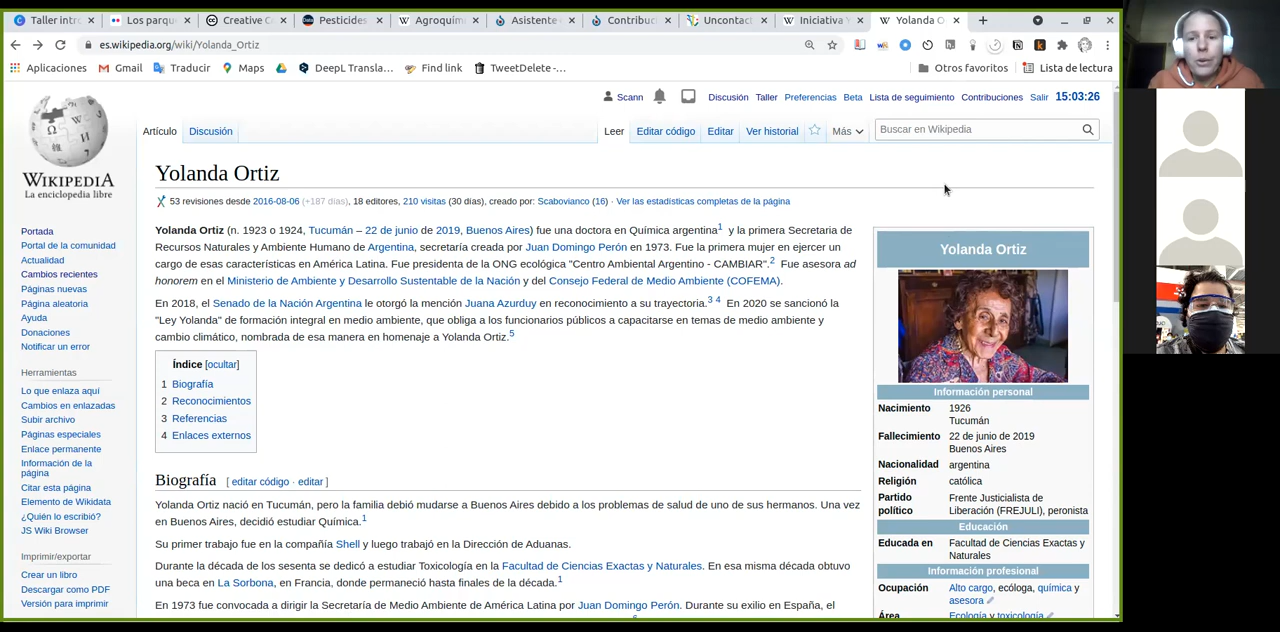 Taller intro
Los parque
Creative C
Pesticides
Agroquím
Asistente
Contribuc
Uncontact
Iniciativa
Yolanda O
es.wikipedia.org/wiki/Yolanda_Ortiz
Aplicaciones
Gmail
Traducir
Maps
DeepL Transla...
Find link
TweetDelete -...
Otros favoritos
Lista de lectura
Scann
Discusión
Taller
Preferencias
Beta
Lista de seguimiento
Contribuciones
Salir
15:03:26
WIKIPEDIA
La enciclopedia libre
Artículo
Discusión
Leer
Editar código
Editar
Ver historial
Más
Buscar en Wikipedia
Portada
Portal de la comunidad
Actualidad
Cambios recientes
Páginas nuevas
Página aleatoria
Ayuda
Donaciones
Notificar un error
Herramientas
Lo que enlaza aquí
Cambios en enlazadas
Subir archivo
Páginas especiales
Enlace permanente
Información de la
página
Citar esta página
Elemento de Wikidata
¿Quién lo escribió?
JS Wiki Browser
Imprimir/exportar
Crear un libro
Descargar como PDF
Versión para imprimir
Yolanda Ortiz
53 revisiones desde 2016-08-06 (+187 días), 18 editores, 210 visitas (30 días), creado por: Scabovianco (16) · Ver las estadísticas completas de la página
Yolanda Ortiz (n. 1923 o 1924, Tucumán – 22 de junio de 2019, Buenos Aires) fue una doctora en Química argentina1 y la primera Secretaria de
Recursos Naturales y Ambiente Humano de Argentina, secretaría creada por Juan Domingo Perón en 1973. Fue la primera mujer en ejercer un
cargo de esas características en América Latina. Fue presidenta de la ONG ecológica "Centro Ambiental Argentino - CAMBIAR".2 Fue asesora ad
honorem en el Ministerio de Ambiente y Desarrollo Sustentable de la Nación y del Consejo Federal de Medio Ambiente (COFEMA).
En 2018, el Senado de la Nación Argentina le otorgó la mención Juana Azurduy en reconocimiento a su trayectoria.3 4 En 2020 se sancionó la
"Ley Yolanda" de formación integral en medio ambiente, que obliga a los funcionarios públicos a capacitarse en temas de medio ambiente y
cambio climático, nombrada de esa manera en homenaje a Yolanda Ortiz.5
Índice [ocultar]
1 Biografía
2 Reconocimientos
3 Referencias
4 Enlaces externos
Biografía [ editar código · editar ]
Yolanda Ortiz nació en Tucumán, pero la familia debió mudarse a Buenos Aires debido a los problemas de salud de uno de sus hermanos. Una vez
en Buenos Aires, decidió estudiar Química.1
Su primer trabajo fue en la compañía Shell y luego trabajó en la Dirección de Aduanas.
Durante la década de los sesenta se dedicó a estudiar Toxicología en la Facultad de Ciencias Exactas y Naturales. En esa misma década obtuvo
una beca en La Sorbona, en Francia, donde permaneció hasta finales de la década.1
En 1973 fue convocada a dirigir la Secretaría de Medio Ambiente de América Latina por Juan Domingo Perón. Durante su exilio en España, el
Yolanda Ortiz
Información personal
Nacimiento 1926
Tucumán
Fallecimiento 22 de junio de 2019
Buenos Aires
Nacionalidad argentina
Religión católica
Partido político Frente Justicialista de
Liberación (FREJULI), peronista
Educación
Educada en Facultad de Ciencias Exactas y
Naturales
Información profesional
Ocupación Alto cargo, ecóloga, química y
asesora
Área Ecología y toxicología